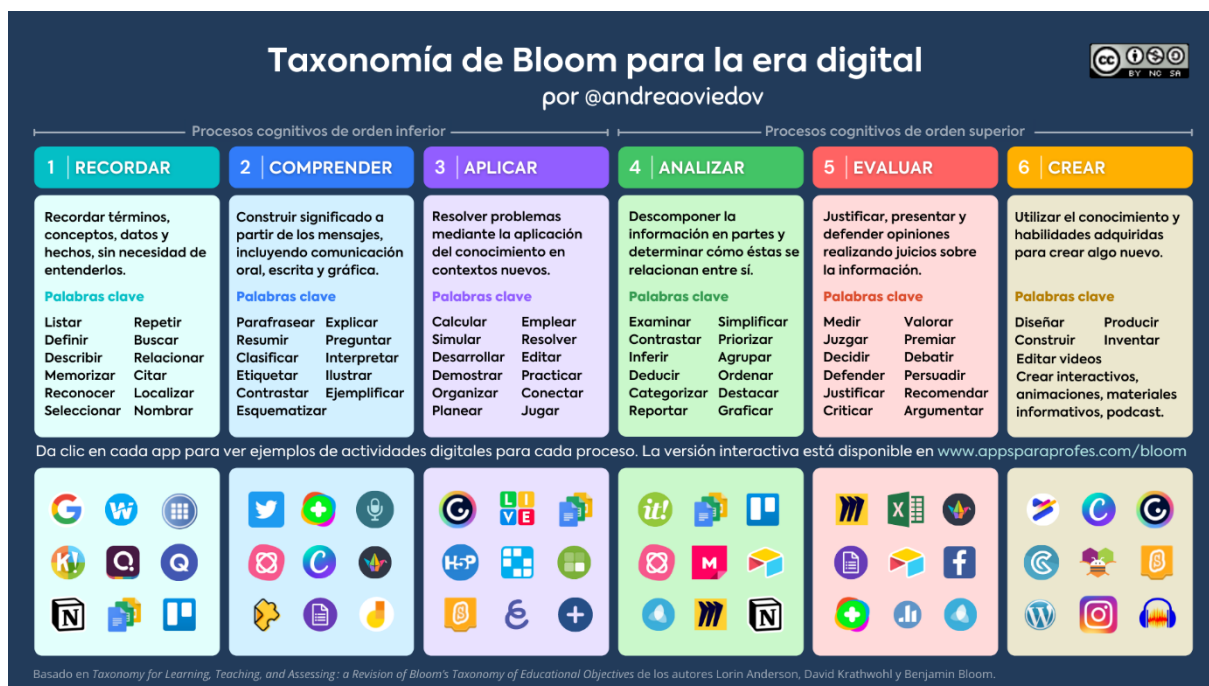 Taxonomía de Bloom para la era digital
por @andreaoviedov
cc
BY NC SA
Procesos cognitivos de orden inferior
Procesos cognitivos de orden superior
1 | RECORDAR
Recordar términos,
conceptos, datos y
hechos, sin necesidad de
entenderlos.
Palabras clave
Listar Repetir
Definir Buscar
Describir Relacionar
Memorizar Citar
Reconocer Localizar
Seleccionar Nombrar
2 | COMPRENDER
Construir significado a
partir de los mensajes,
incluyendo comunicación
oral, escrita y gráfica.
Palabras clave
Parafrasear Explicar
Resumir Preguntar
Clasificar Interpretar
Etiquetar Ilustrar
Contrastar Ejemplificar
Esquematizar
3 | APLICAR
Resolver problemas
mediante la aplicación
del conocimiento en
contextos nuevos.
Palabras clave
Calcular Emplear
Simular Resolver
Desarrollar Editar
Demostrar Practicar
Organizar Conectar
Planear Jugar
4 | ANALIZAR
Descomponer la
información en partes y
determinar cómo éstas se
relacionan entre sí.
Palabras clave
Examinar Simplificar
Contrastar Priorizar
Inferir Agrupar
Deducir Ordenar
Categorizar Destacar
Reportar Graficar
5 | EVALUAR
Justificar, presentar y
defender opiniones
realizando juicios sobre
la información.
Palabras clave
Medir Valorar
Juzgar Premiar
Decidir Debatir
Defender Persuadir
Justificar Recomendar
Criticar Argumentar
6 | CREAR
Utilizar el conocimiento y
habilidades adquiridas
para crear algo nuevo.
Palabras clave
Diseñar Producir
Construir Inventar
Editar videos
Crear interactivos,
animaciones, materiales
informativos, podcast.
Da clic en cada app para ver ejemplos de actividades digitales para cada proceso. La versión interactiva está disponible en www.appsparaprofes.com/bloom
K!
LIVE
H5P
it!
Basado en Taxonomy for Learning, Teaching, and Assessing: a Revision of Bloom's Taxonomy of Educational Objectives de los autores Lorin Anderson, David Krathwohl y Benjamin Bloom.